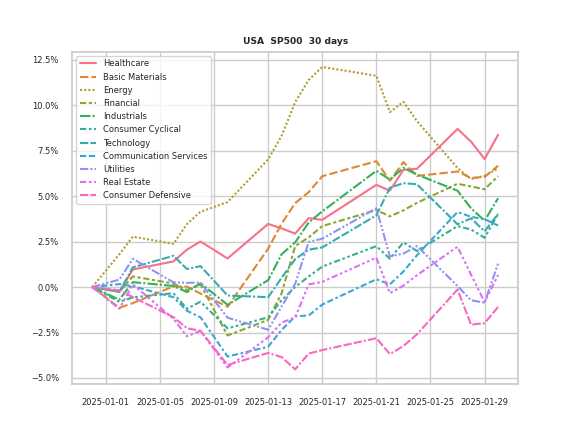 USA SP500 30 days
12.5%
10.0%
7.5%
5.0%
2.5%
0.0%
−2.5%
−5.0%
Healthcare
Basic Materials
Energy
Financial
Industrials
Consumer Cyclical
Technology
Communication Services
Utilities
Real Estate
Consumer Defensive
2025-01-01 2025-01-05 2025-01-09 2025-01-13 2025-01-17 2025-01-21 2025-01-25 2025-01-29